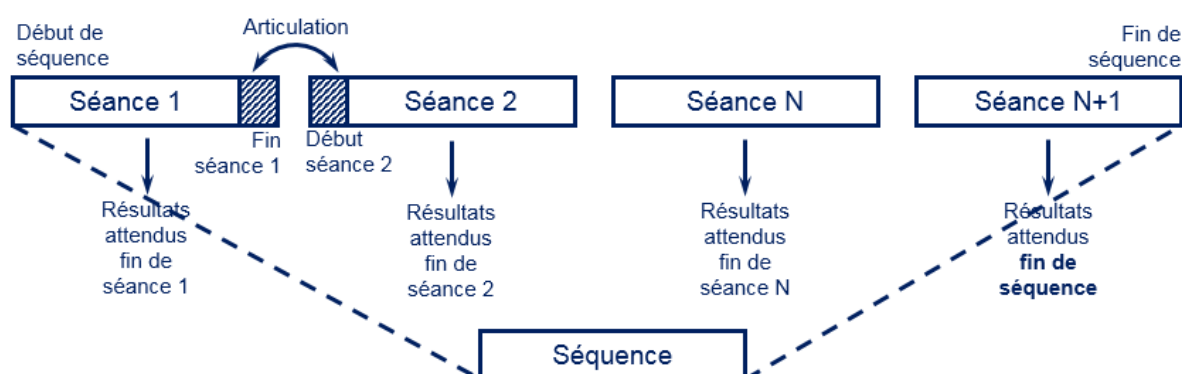 Début de
séquence
Articulation
Fin de
séquence
Séance 1
Séance 2
Séance N
Séance N+1
Fin
séance 1
Début
séance 2
Résultats
attendus
fin de
séance 1
Résultats
attendus
fin de
séance 2
Résultats
attendus
fin de
séance N
Résultats
attendus
fin de
séquence
Séquence